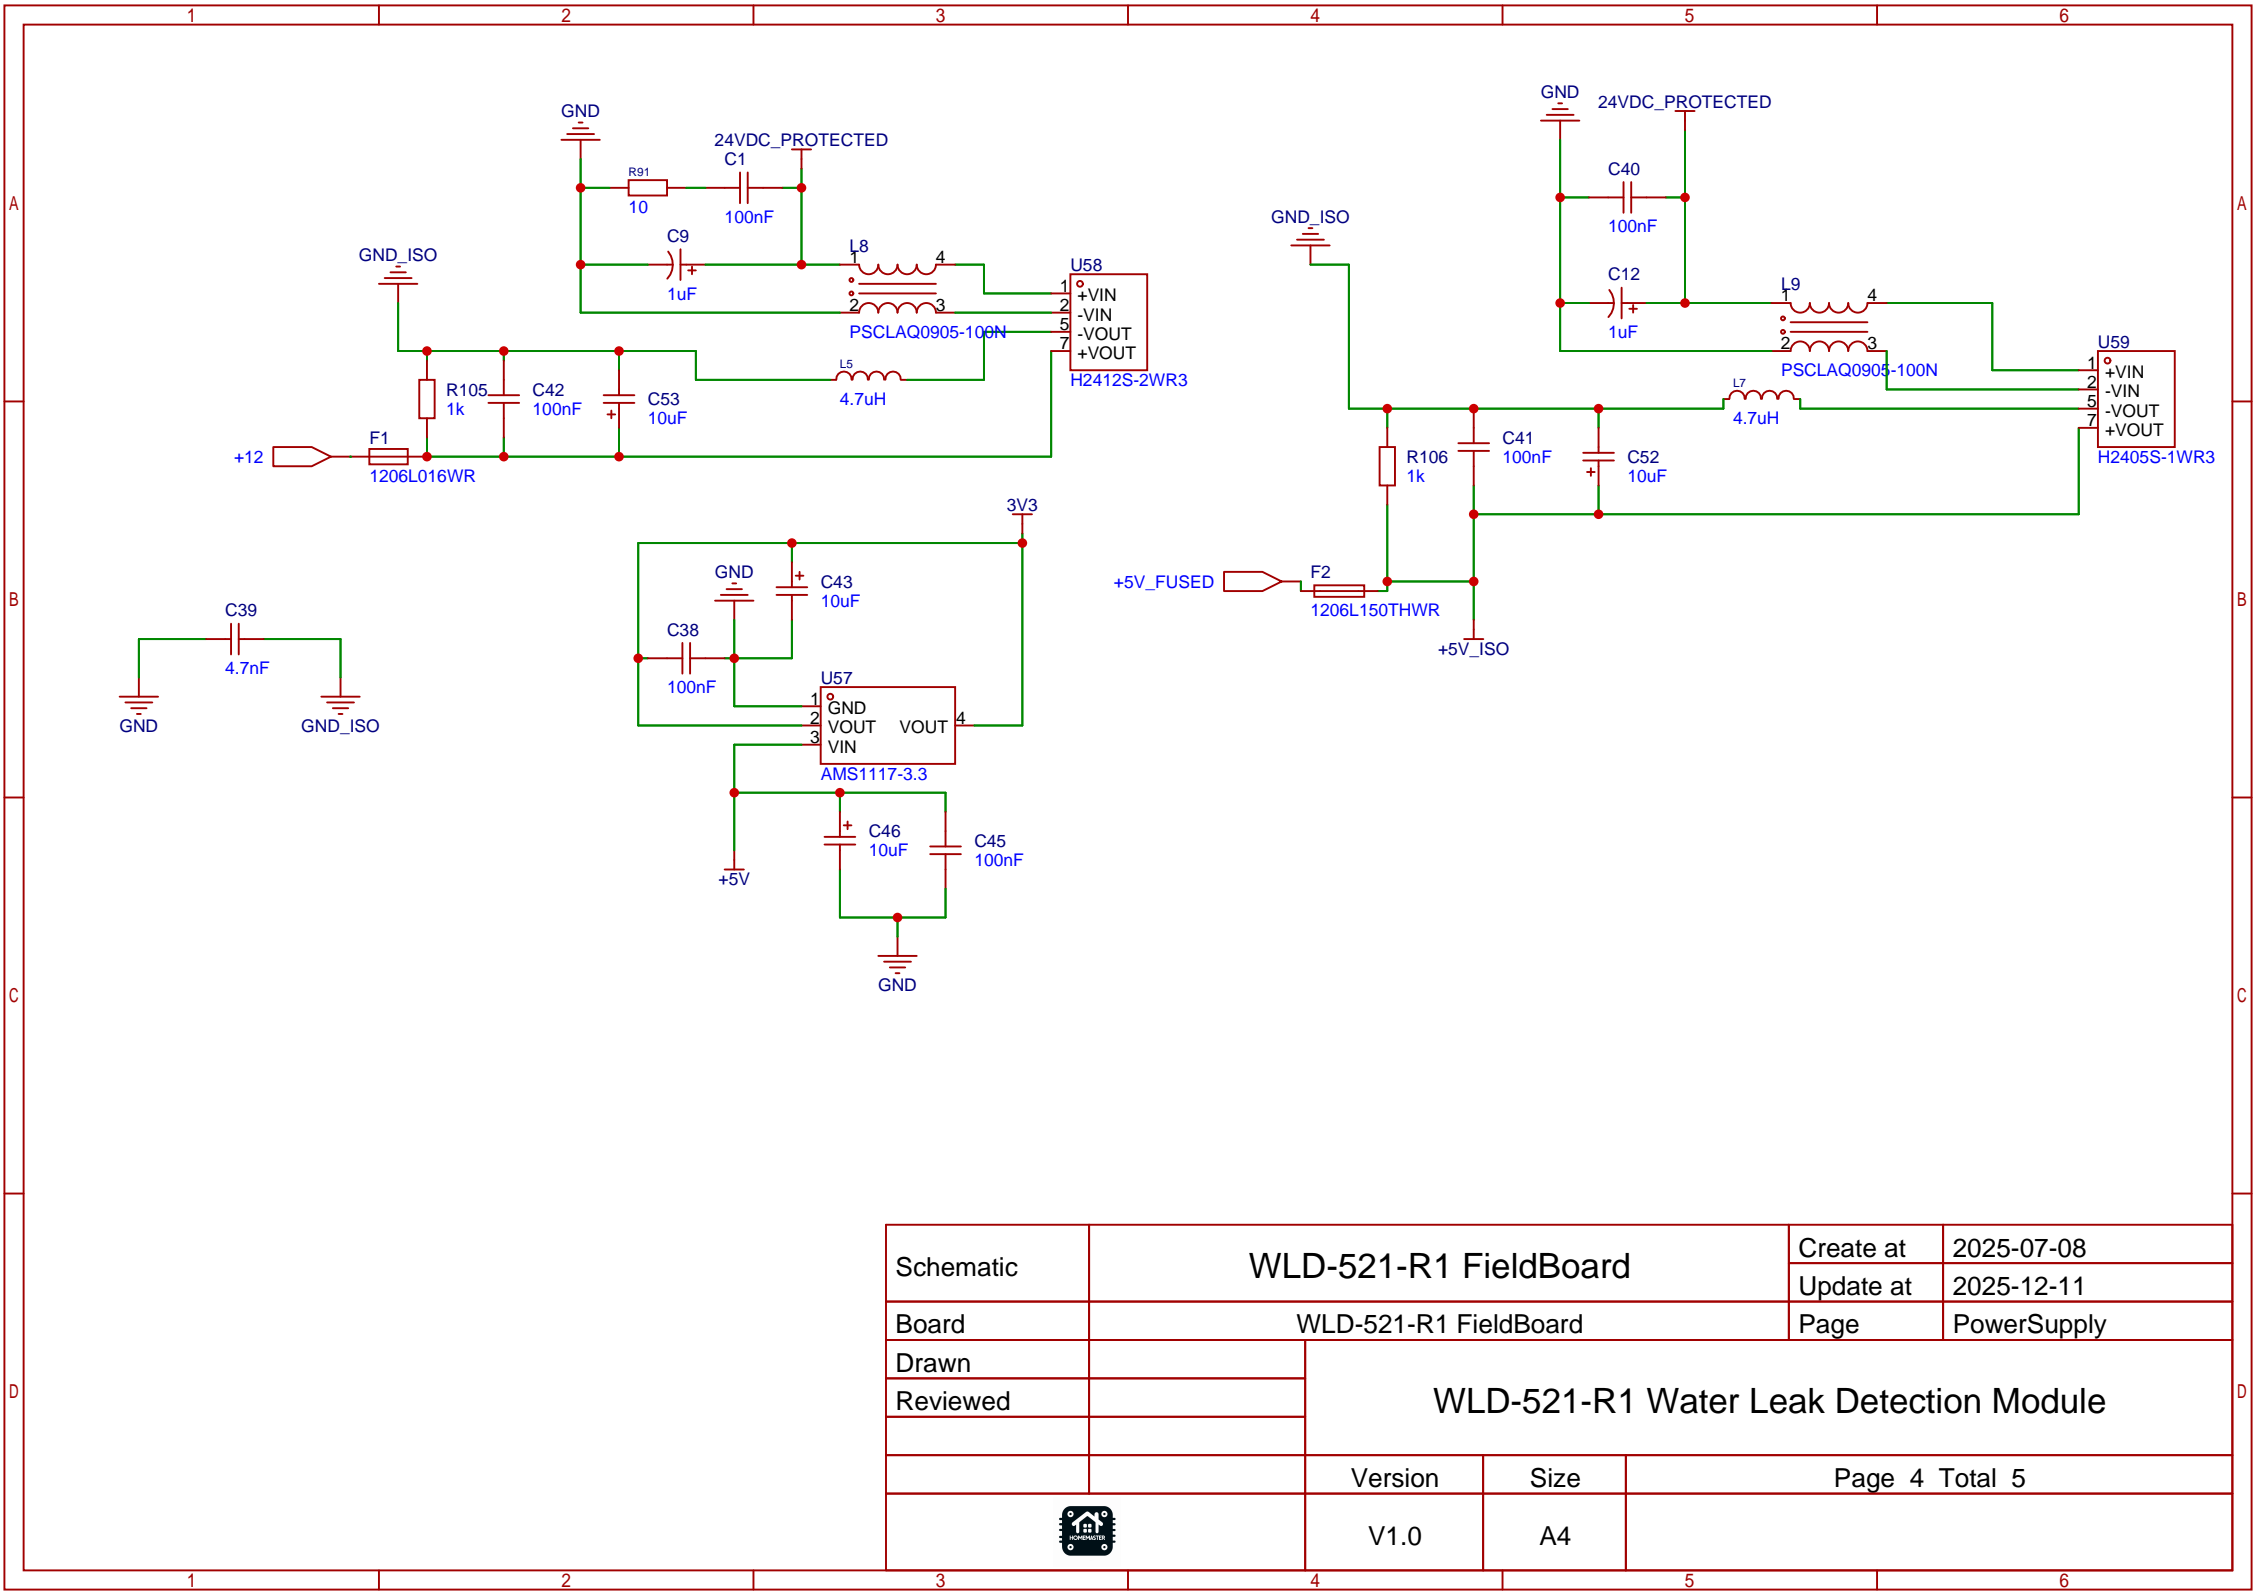 1 2 3 4 5 6
A
B
C
D
A
B
C
D
GND
24VDC_PROTECTED
R91
10
C1
100nF
C9
+
1uF
L8
1
4
2
3
PSCLAQ0905-100N
U58
1 +VIN
2 -VIN
5 -VOUT
7 +VOUT
H2412S-2WR3
GND_ISO
R105
1k
C42
100nF
C53
+
10uF
L5
4.7uH
+12
F1
1206L016WR
GND
24VDC_PROTECTED
C40
100nF
C12
+
1uF
L9
1
4
2
3
PSCLAQ0905-100N
U59
1 +VIN
2 -VIN
5 -VOUT
7 +VOUT
H2405S-1WR3
GND_ISO
L7
4.7uH
R106
1k
C41
100nF
C52
+
10uF
+5V_FUSED
F2
1206L150THWR
+5V_ISO
3V3
GND
+
C43
10uF
C38
100nF
U57
1 GND
2 VOUT
3 VIN
VOUT 4
AMS1117-3.3
+
C46
10uF
C45
100nF
+5V
GND
C39
4.7nF
GND
GND_ISO
Schematic
WLD-521-R1 FieldBoard
Create at 2025-07-08
Update at 2025-12-11
Board
WLD-521-R1 FieldBoard
Page PowerSupply
Drawn
Reviewed
WLD-521-R1 Water Leak Detection Module
Version Size Page 4 Total 5
HOMEMASTER
V1.0 A4
1 2 3 4 5 6